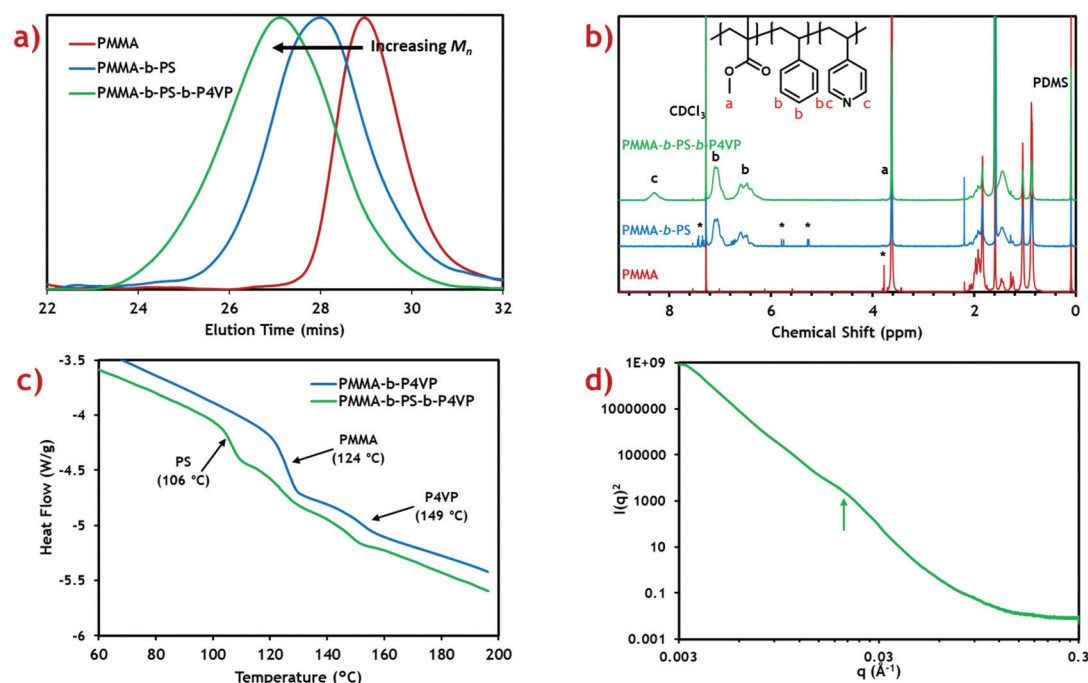 a)
PMMA
PMMA-b-PS
PMMA-b-PS-b-P4VP
Increasing Mn
22 24 26 28 30 32
Elution Time (mins)
b)
O
O
N
a b b b c c
CDCl3
PDMS
PMMA-b-PS-b-P4VP
c b b a
PMMA-b-PS
* * *
PMMA
*
8 6 4 2 0
Chemical Shift (ppm)
c)
-3.5
-4
-4.5
-5
-5.5
-6
Heat Flow (W/g)
PMMA-b-P4VP
PMMA-b-PS-b-P4VP
PS
(106 °C)
PMMA
(124 °C)
P4VP
(149 °C)
60 80 100 120 140 160 180 200
Temperature (°C)
d)
1E+09
10000000
100000
1000
10
0.1
0.001
I(q)2
0.003 0.03 0.3
q (Å-1)